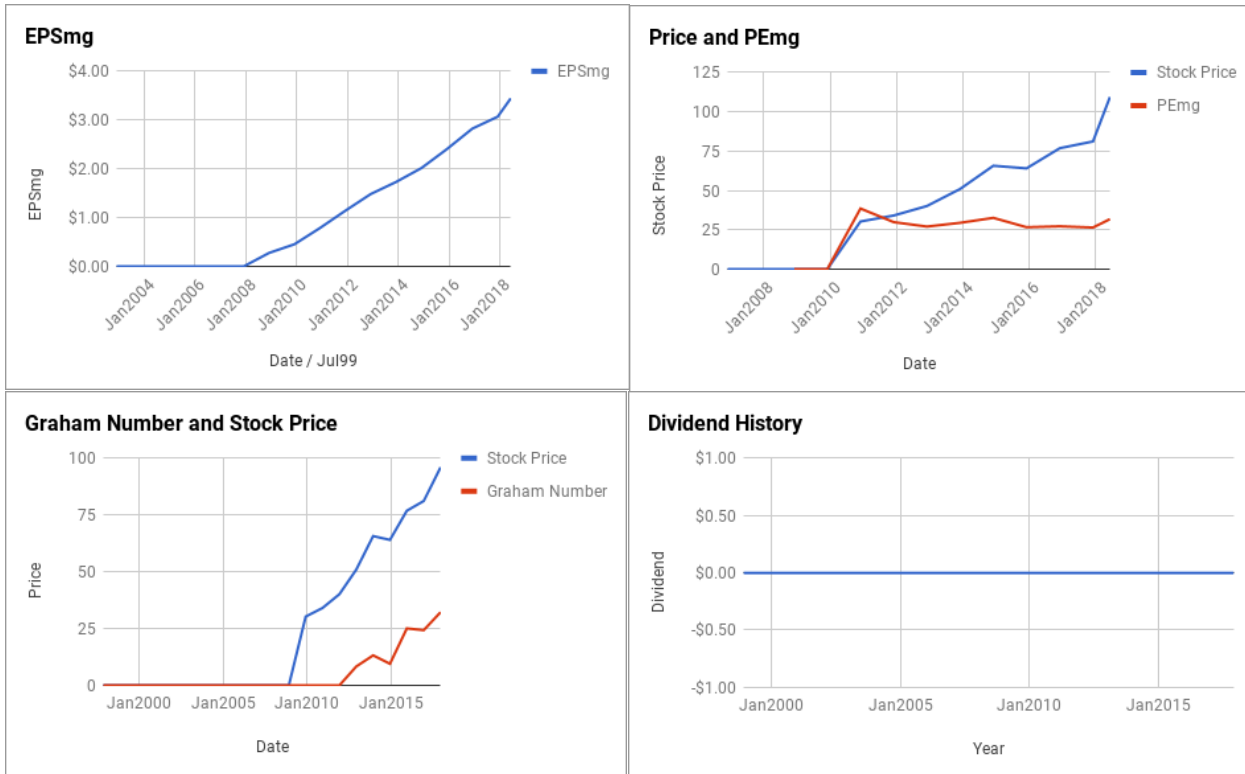 EPSmg
$4.00
$3.00
$2.00
$1.00
$0.00
EPSmg
EPSmg
Jan2004
Jan2006
Jan2008
Jan2010
Jan2012
Jan2014
Jan2016
Jan2018
Date / Jul99
Price and PEmg
125
100
75
50
25
0
Stock Price
Stock Price
PEmg
Jan2008
Jan2010
Jan2012
Jan2014
Jan2016
Jan2018
Date
Graham Number and Stock Price
100
75
50
25
0
Price
Stock Price
Graham Number
Jan2000
Jan2005
Jan2010
Jan2015
Date
Dividend History
$1.00
$0.50
$0.00
-$0.50
-$1.00
Dividend
Jan2000
Jan2005
Jan2010
Jan2015
Year